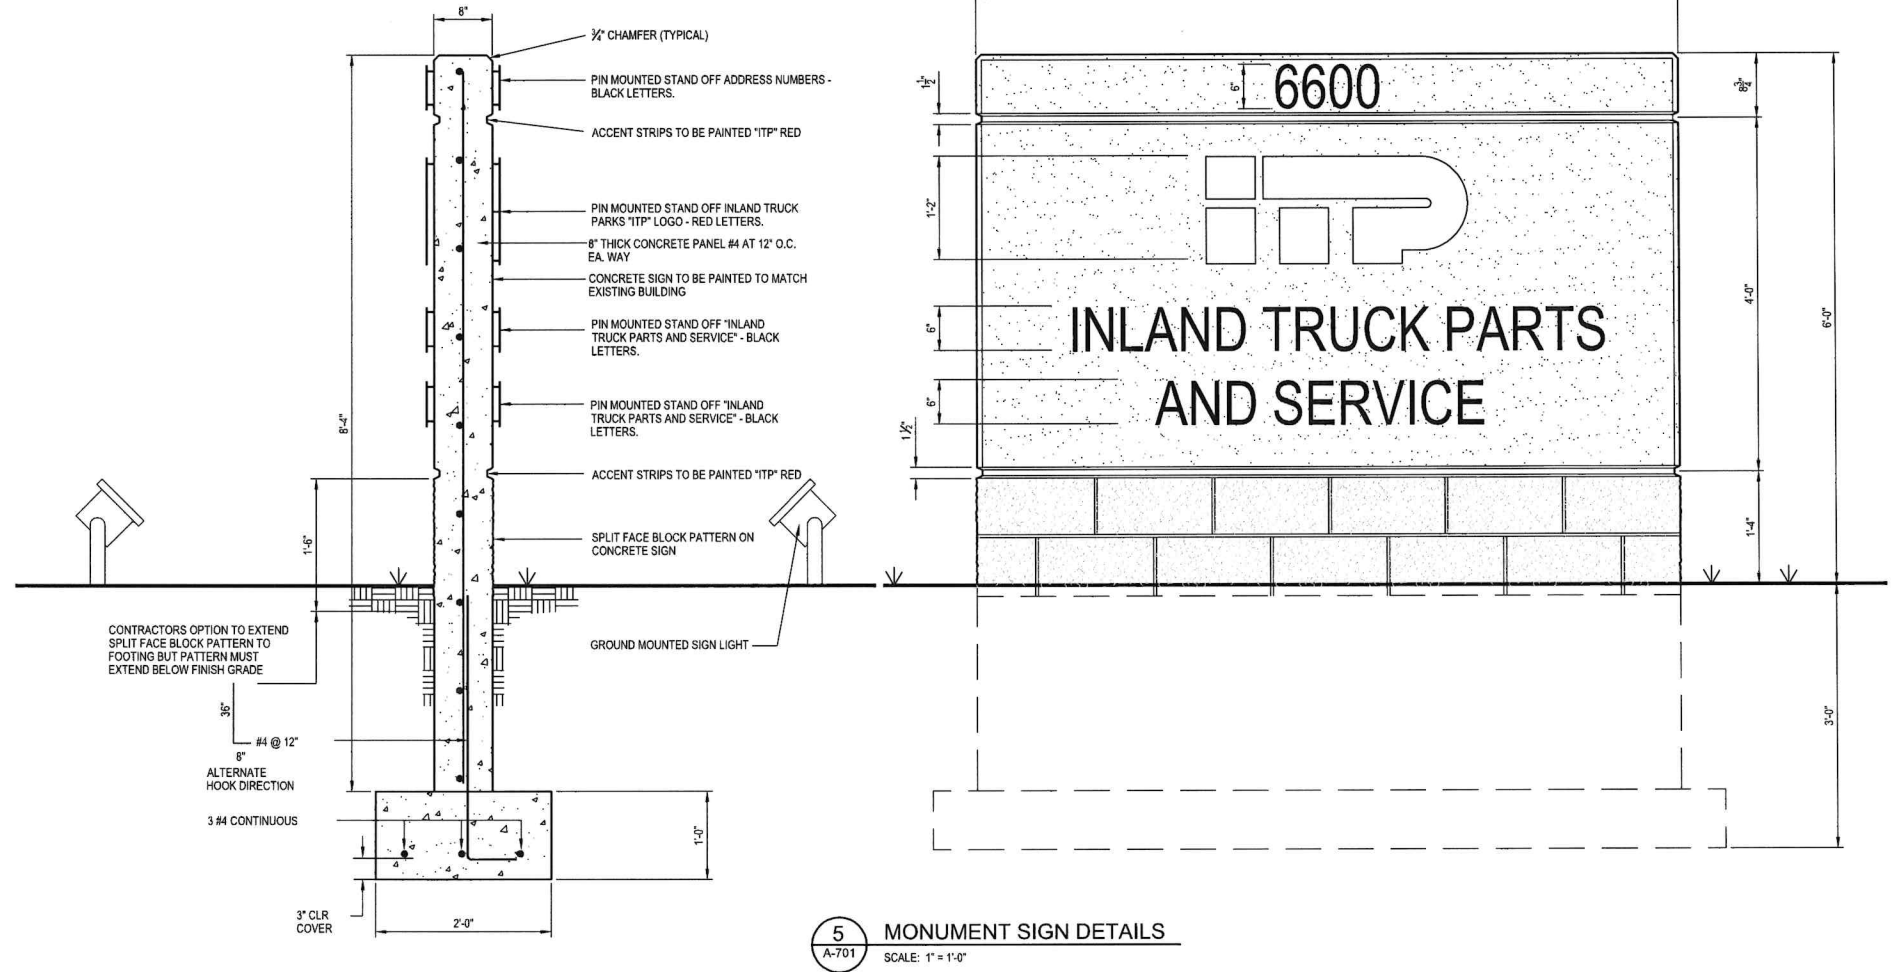 8"
¾" CHAMFER (TYPICAL)
PIN MOUNTED STAND OFF ADDRESS NUMBERS -
BLACK LETTERS.
ACCENT STRIPS TO BE PAINTED "ITP" RED
PIN MOUNTED STAND OFF INLAND TRUCK
PARKS "ITP" LOGO - RED LETTERS.
8" THICK CONCRETE PANEL #4 AT 12" O.C.
EA. WAY
CONCRETE SIGN TO BE PAINTED TO MATCH
EXISTING BUILDING
PIN MOUNTED STAND OFF "INLAND
TRUCK PARTS AND SERVICE" - BLACK
LETTERS.
PIN MOUNTED STAND OFF "INLAND
TRUCK PARTS AND SERVICE" - BLACK
LETTERS.
ACCENT STRIPS TO BE PAINTED "ITP" RED
SPLIT FACE BLOCK PATTERN ON
CONCRETE SIGN
GROUND MOUNTED SIGN LIGHT
8'-4"
1'-6"
CONTRACTORS OPTION TO EXTEND
SPLIT FACE BLOCK PATTERN TO
FOOTING BUT PATTERN MUST
EXTEND BELOW FINISH GRADE
36"
#4 @ 12"
8"
ALTERNATE
HOOK DIRECTION
3 #4 CONTINUOUS
3" CLR
COVER
2'-0"
1'-0"
1½"
6"
6600
8¾"
1'-2"
iTP
6"
INLAND TRUCK PARTS
6"
AND SERVICE
1½"
4'-0"
6'-0"
1'-4"
3'-0"
5
A-701
MONUMENT SIGN DETAILS
SCALE: 1" = 1'-0"